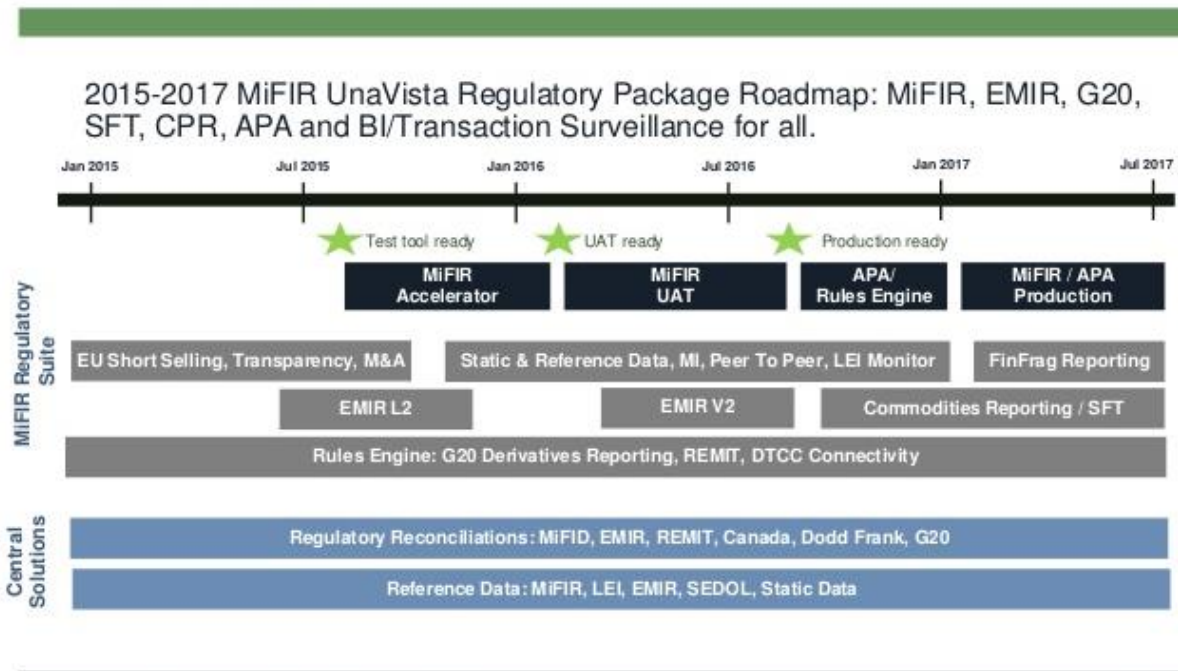 2015-2017 MiFIR UnaVista Regulatory Package Roadmap: MiFIR, EMIR, G20,
SFT, CPR, APA and BI/Transaction Surveillance for all.
Jan 2015
Jul 2015
Jan 2016
Jul 2016
Jan 2017
Jul 2017
Test tool ready
UAT ready
Production ready
MiFIR Regulatory
Suite
MiFIR
Accelerator
MiFIR
UAT
APA/
Rules Engine
MiFIR / APA
Production
EU Short Selling, Transparency, M&A
Static & Reference Data, MI, Peer To Peer, LEI Monitor
FinFrag Reporting
EMIR L2
EMIR V2
Commodities Reporting / SFT
Rules Engine: G20 Derivatives Reporting, REMIT, DTCC Connectivity
Central
Solutions
Regulatory Reconciliations: MiFID, EMIR, REMIT, Canada, Dodd Frank, G20
Reference Data: MiFIR, LEI, EMIR, SEDOL, Static Data